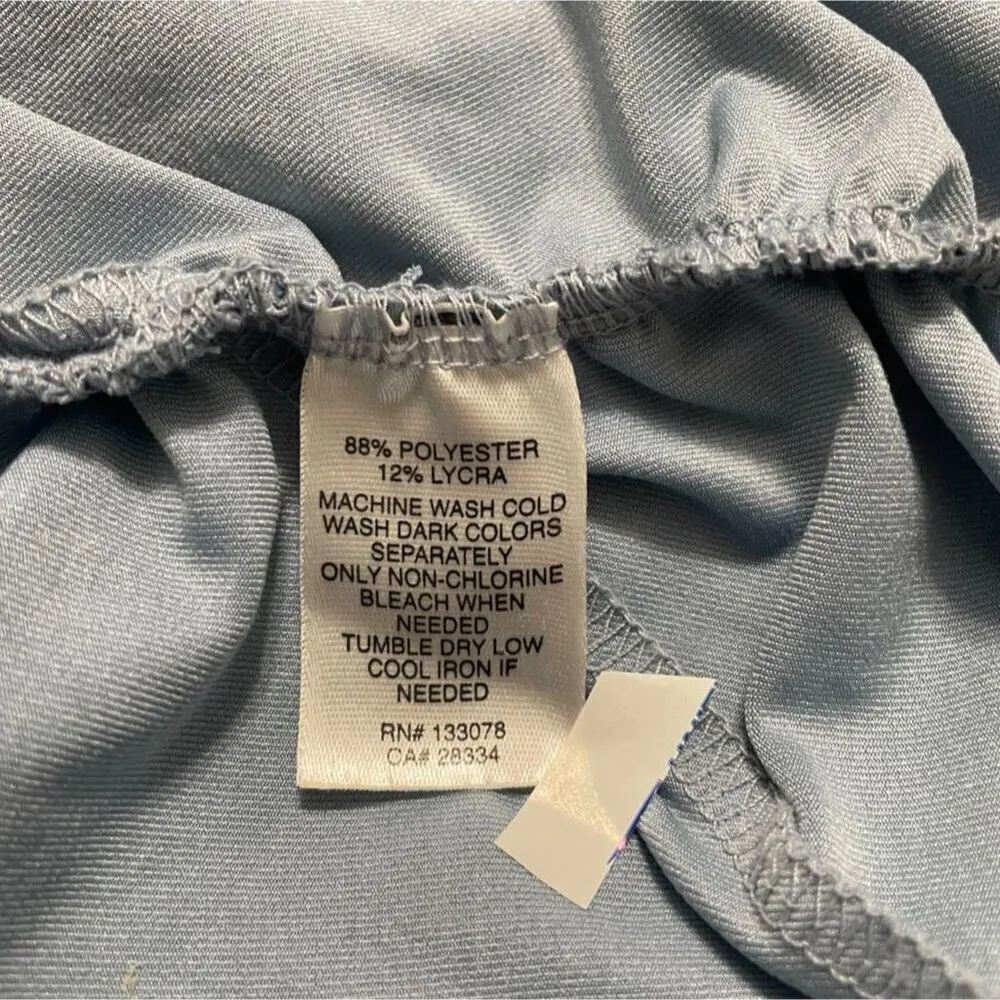 88% POLYESTER
12% LYCRA
MACHINE WASH COLD
WASH DARK COLORS
SEPARATELY
ONLY NON-CHLORINE
BLEACH WHEN
NEEDED
TUMBLE DRY LOW
COOL IRON IF
NEEDED
RN# 133078
CA# 28334